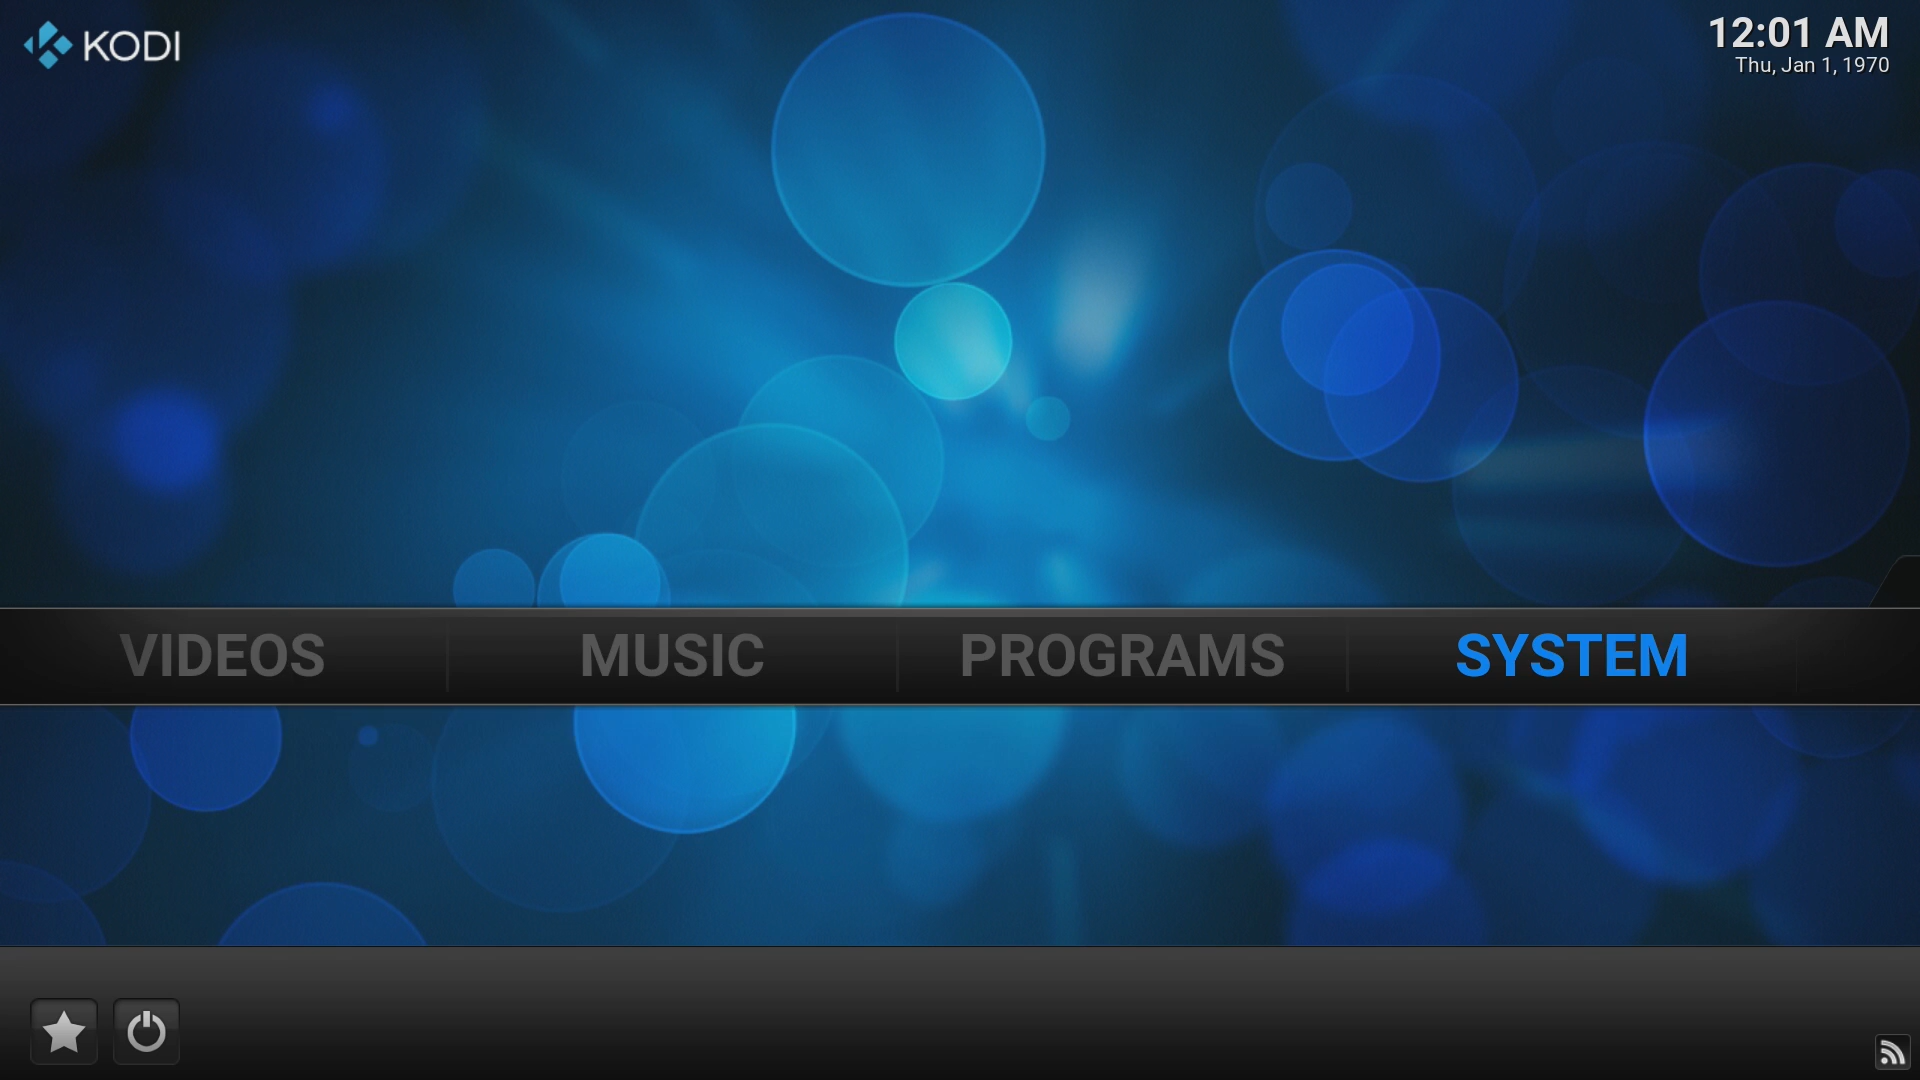 KODI
12:01 AM
Thu, Jan 1, 1970
VIDEOS
MUSIC
PROGRAMS
SYSTEM